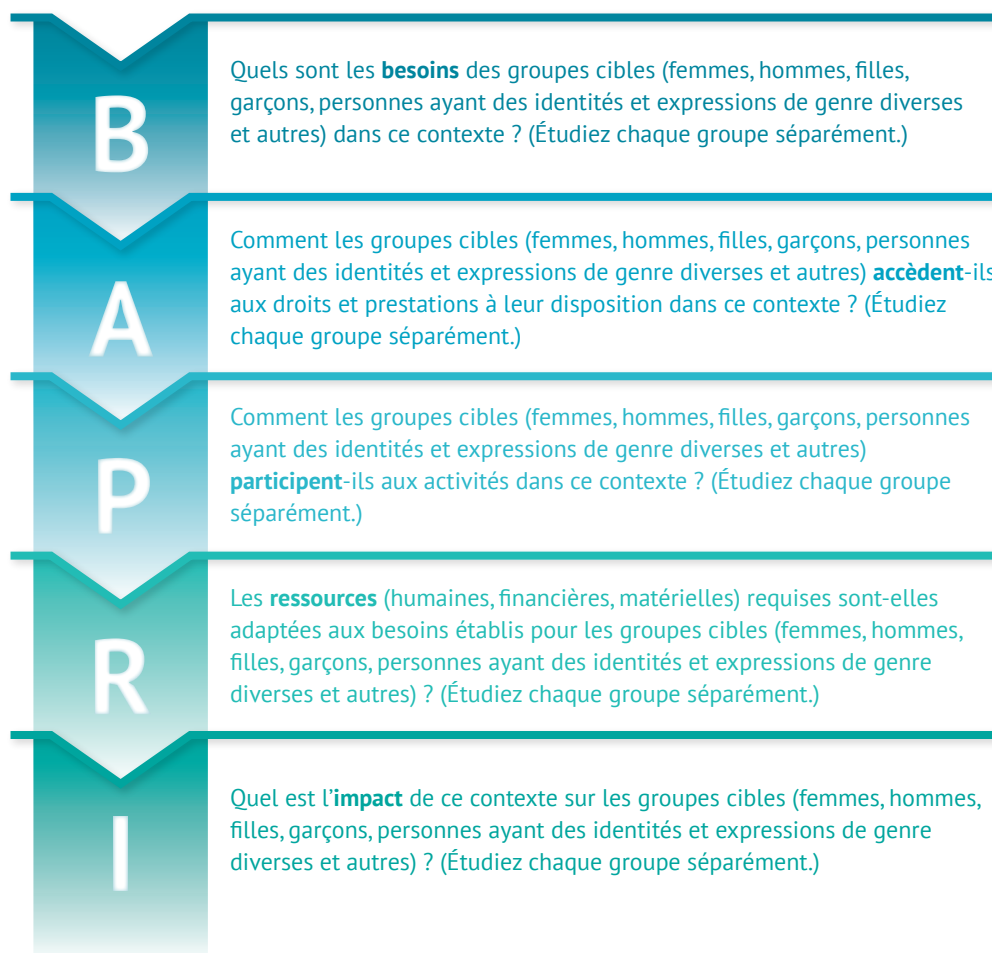 B
Quels sont les besoins des groupes cibles (femmes, hommes, filles,
garçons, personnes ayant des identités et expressions de genre diverses
et autres) dans ce contexte ? (Étudiez chaque groupe séparément.)
A
Comment les groupes cibles (femmes, hommes, filles, garçons, personnes
ayant des identités et expressions de genre diverses et autres) accèdent-ils
aux droits et prestations à leur disposition dans ce contexte ? (Étudiez
chaque groupe séparément.)
P
Comment les groupes cibles (femmes, hommes, filles, garçons, personnes
ayant des identités et expressions de genre diverses et autres)
participent-ils aux activités dans ce contexte ? (Étudiez chaque groupe
séparément.)
R
Les ressources (humaines, financières, matérielles) requises sont-elles
adaptées aux besoins établis pour les groupes cibles (femmes, hommes,
filles, garçons, personnes ayant des identités et expressions de genre
diverses et autres) ? (Étudiez chaque groupe séparément.)
I
Quel est l’impact de ce contexte sur les groupes cibles (femmes, hommes,
filles, garçons, personnes ayant des identités et expressions de genre
diverses et autres) ? (Étudiez chaque groupe séparément.)